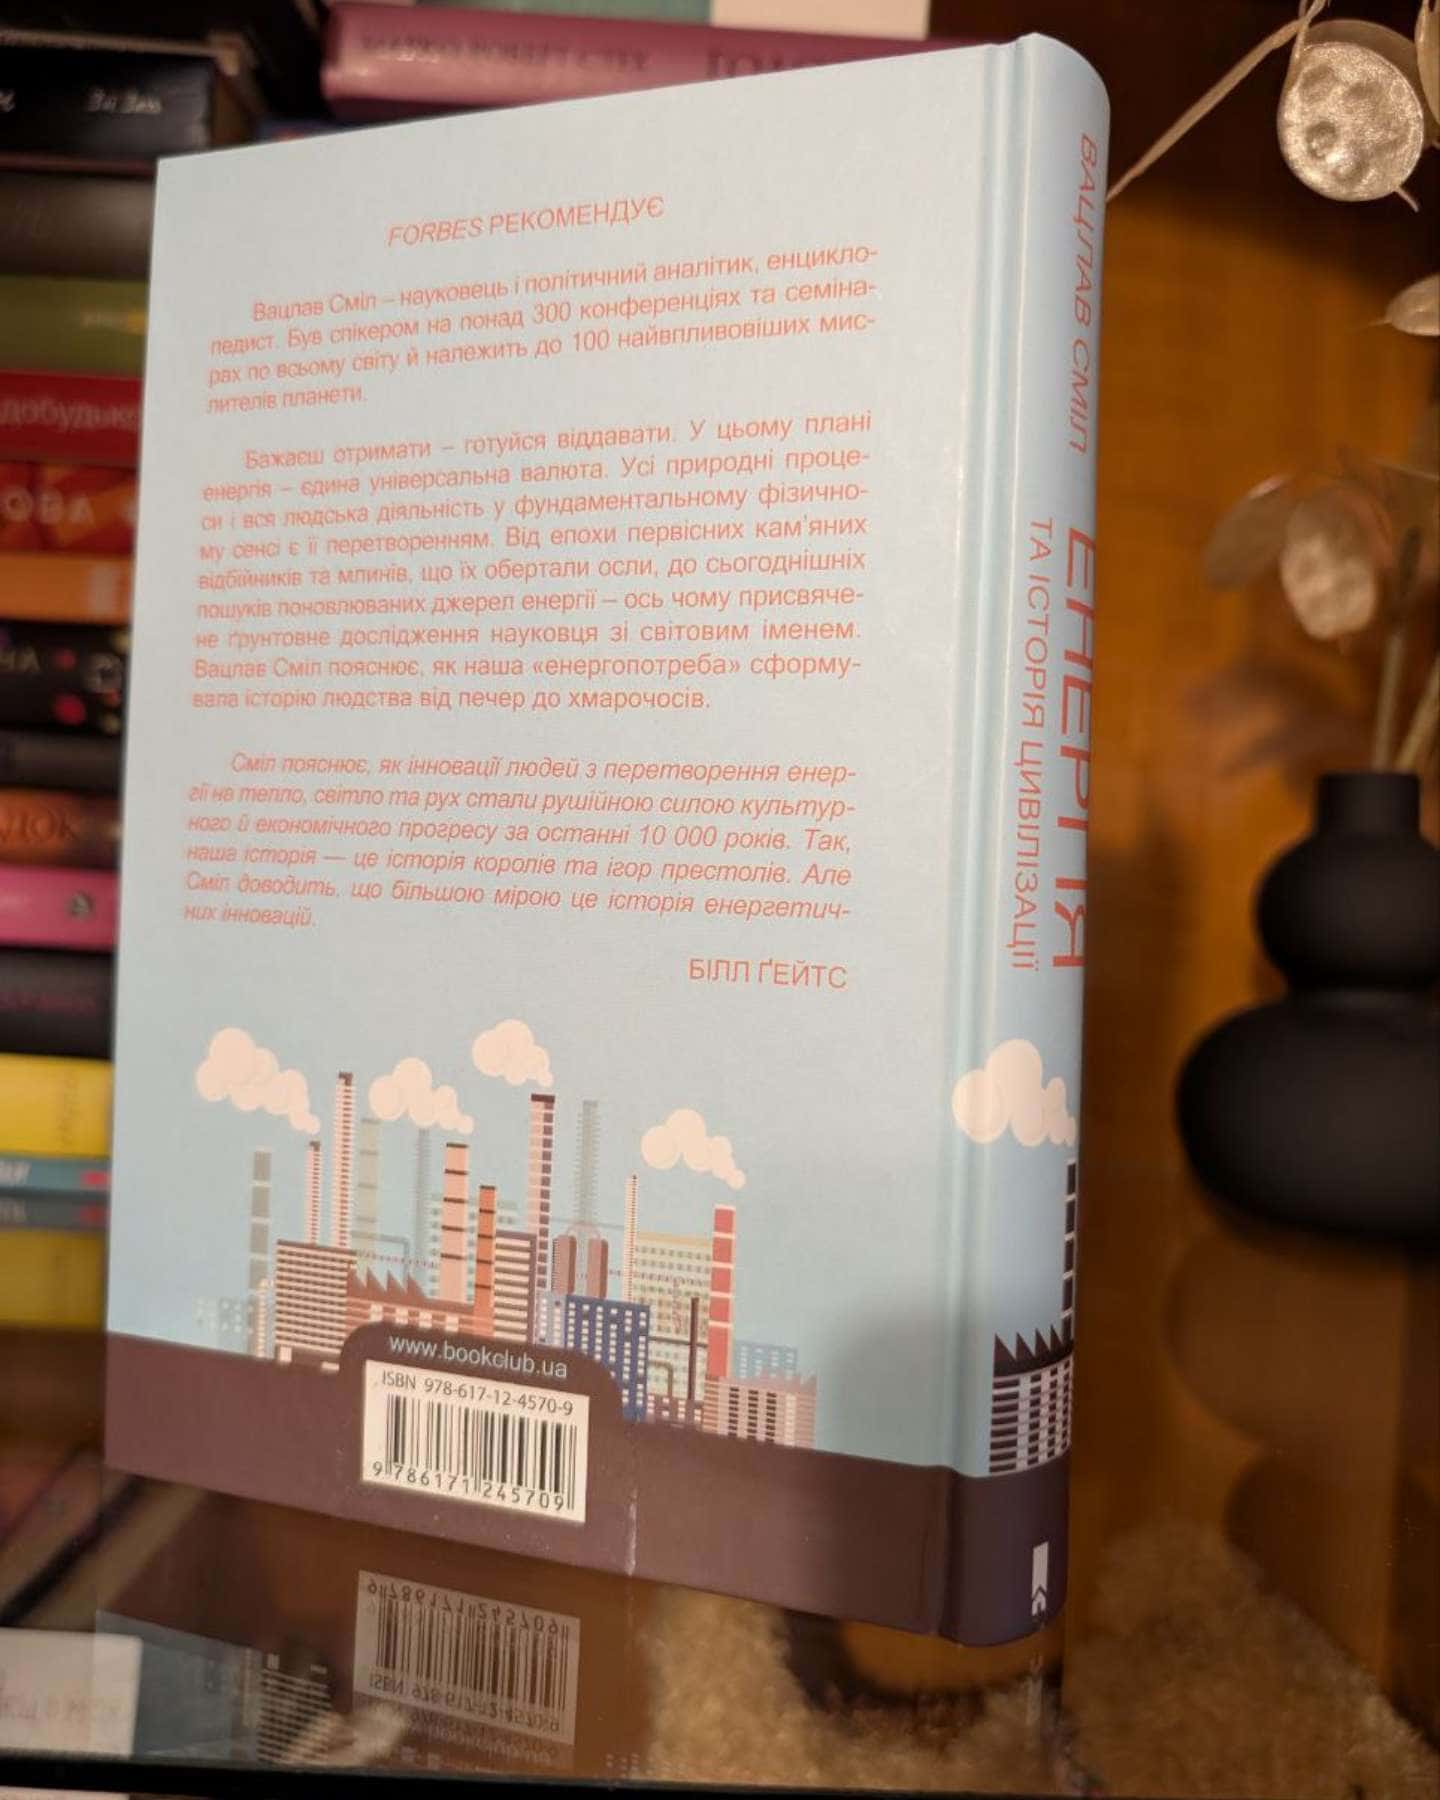 FORBES РЕКОМЕНДУЄ
Вацлав Сміл – науковець і політичний аналітик, енцикло-
педист. Був спікером на понад 300 конференціях та семіна-
рах по всьому світу й належить до 100 найвпливовіших мис-
лителів планети.
Бажаєш отримати – готуйся віддавати. У цьому плані
енергія – єдина універсальна валюта. Усі природні проце-
си і вся людська діяльність у фундаментальному фізично-
му сенсі є її перетворенням. Від епохи первісних кам'яних
відбійників та млинів, що їх обертали осли, до сьогоднішніх
пошуків поновлюваних джерел енергії – ось чому присвяче-
не ґрунтовне дослідження науковця зі світовим іменем.
Вацлав Сміл пояснює, як наша «енергопотреба» сформу-
вала історію людства від печер до хмарочосів.
Сміл пояснює, як інновації людей з перетворення енер-
гії на тепло, світло та рух стали рушійною силою культур-
ного й економічного прогресу за останні 10 000 років. Так,
наша історія — це історія королів та ігор престолів. Але
Сміл доводить, що більшою мірою це історія енергетич-
них інновацій.
БІЛЛ ҐЕЙТС
www.bookclub.ua
ISBN 978-617-12-4570-9
9 786171 245709
ВАЦЛАВ СМІЛ
ЕНЕРГІЯ
ТА ІСТОРІЯ ЦИВІЛІЗАЦІЇ